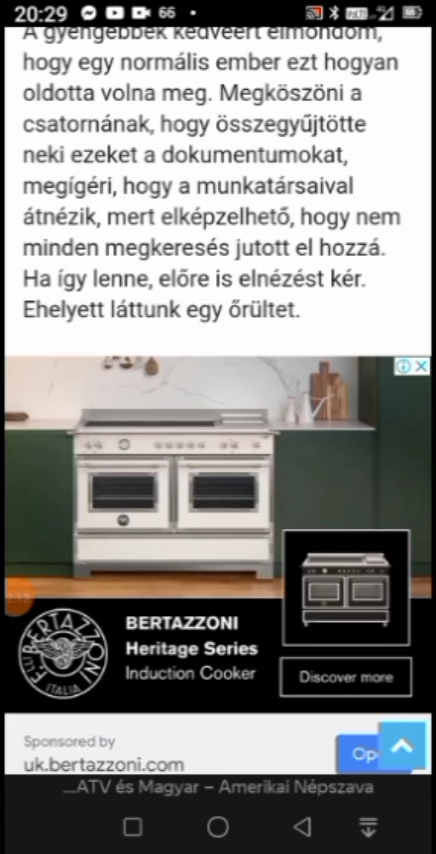 20:29 66
A gyengébbek kedvéért elmondom,
hogy egy normális ember ezt hogyan
oldotta volna meg. Megköszöni a
csatornának, hogy összegyűjtötte
neki ezeket a dokumentumokat,
megígéri, hogy a munkatársaival
átnézik, mert elképzelhető, hogy nem
minden megkeresés jutott el hozzá.
Ha így lenne, előre is elnézést kér.
Ehelyett láttunk egy őrültet.
2:12
BERTAZZONI
ITALIA
BERTAZZONI
Heritage Series
Induction Cooker
Discover more
Sponsored by
uk.bertazzoni.com
Op
...ATV és Magyar – Amerikai Népszava